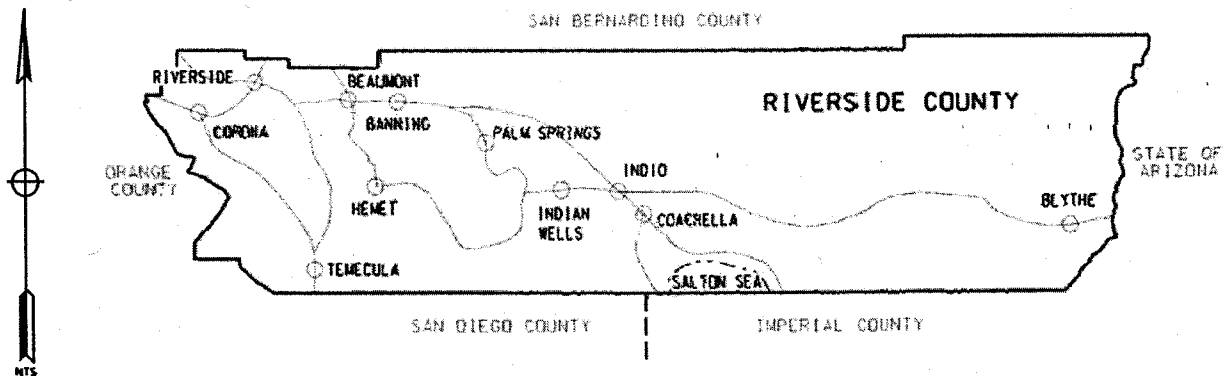 SAN BERNARDINO COUNTY
RIVERSIDE
BEAUMONT
RIVERSIDE COUNTY
CORONA
BANNING
PALM SPRINGS
ORANGE
COUNTY
STATE OF
ARIZONA
INDIO
HEMET
INDIAN
WELLS
COACHELLA
BLYTHE
TEMECULA
SALTON SEA
SAN DIEGO COUNTY
IMPERIAL COUNTY
NTS